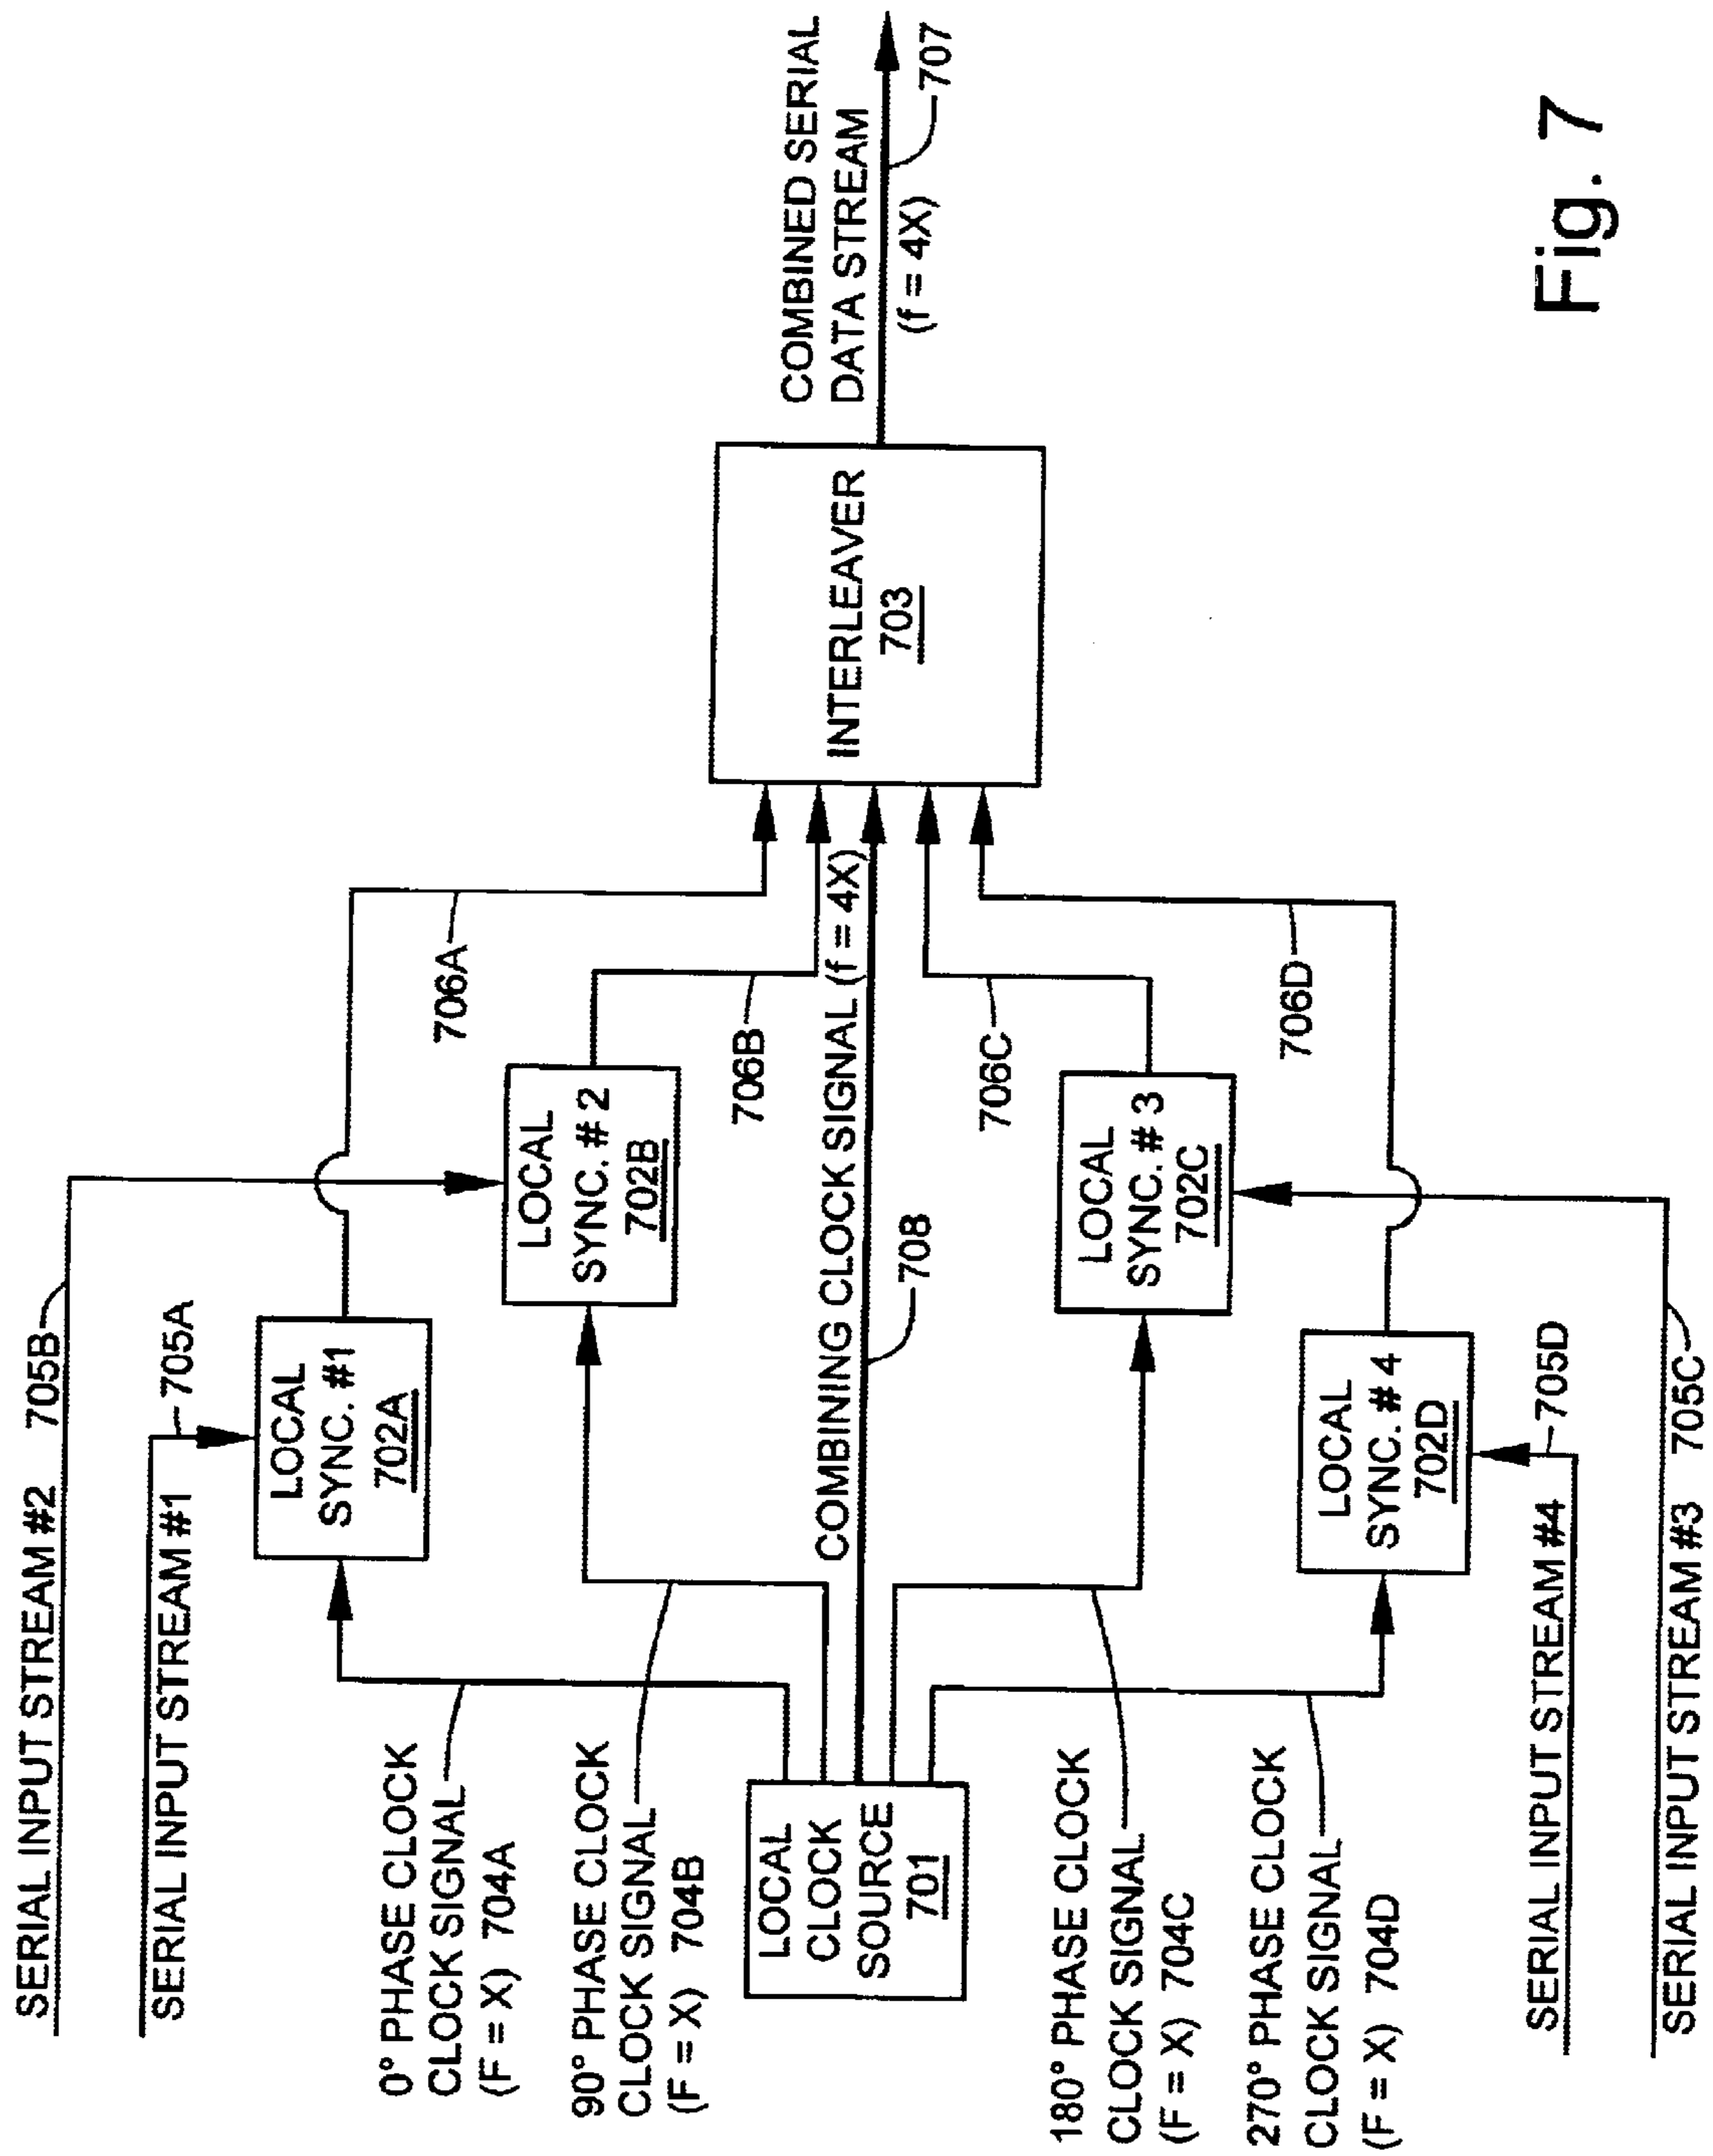 SERIAL INPUT STREAM #2 705B
SERIAL INPUT STREAM #1
705A
LOCAL
SYNC. #1
702A
706A
0° PHASE CLOCK
CLOCK SIGNAL
(F = X) 704A
LOCAL
SYNC. # 2
702B
706B
90° PHASE CLOCK
CLOCK SIGNAL
(F = X) 704B
COMBINING CLOCK SIGNAL (f = 4X)
708
LOCAL
CLOCK
SOURCE
701
INTERLEAVER
703
COMBINED SERIAL
DATA STREAM
(f = 4X)
707
LOCAL
SYNC. # 3
702C
706C
180° PHASE CLOCK
CLOCK SIGNAL
(F = X) 704C
LOCAL
SYNC. # 4
702D
706D
270° PHASE CLOCK
CLOCK SIGNAL
(F = X) 704D
SERIAL INPUT STREAM #4
705D
SERIAL INPUT STREAM #3 705C
Fig. 7